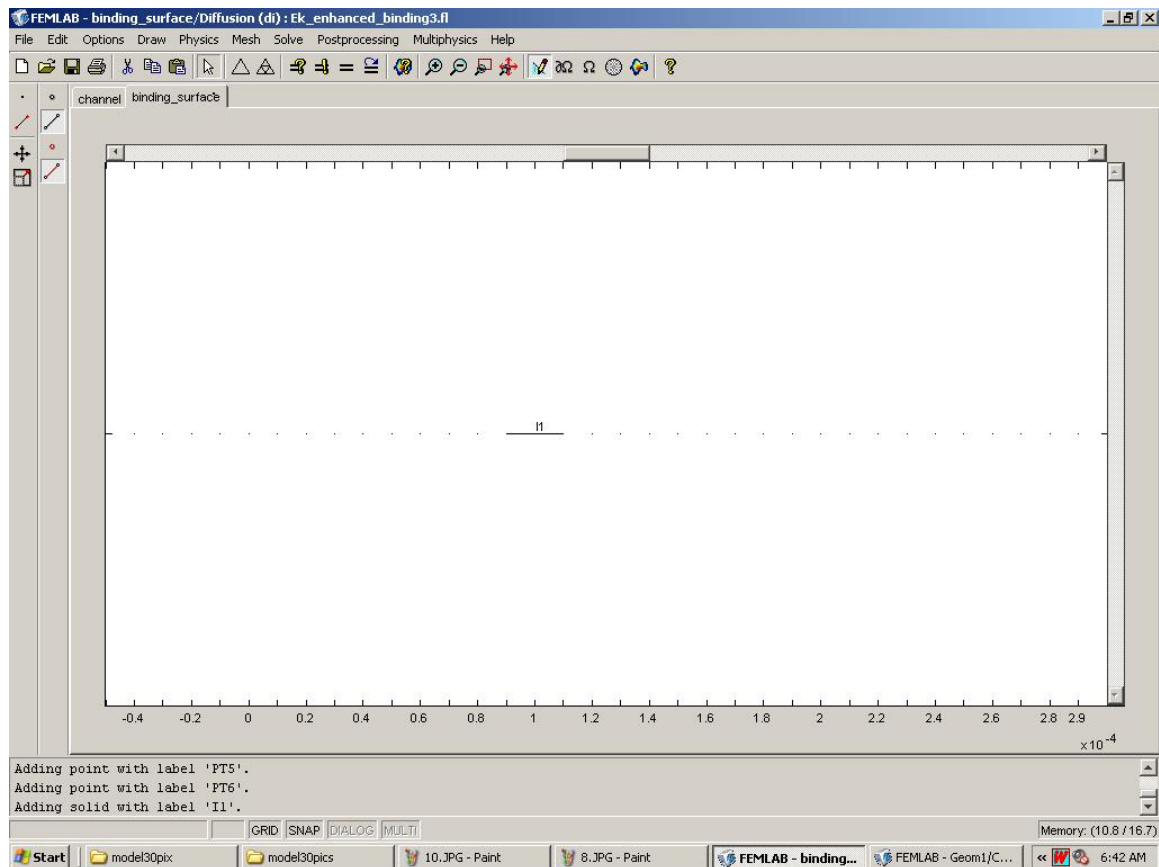 FEMLAB - binding_surface/Diffusion (di) : Ek_enhanced_binding3.fl
File Edit Options Draw Physics Mesh Solve Postprocessing Multiphysics Help
channel binding_surface
I1
-0.4 -0.2 0 0.2 0.4 0.6 0.8 1 1.2 1.4 1.6 1.8 2 2.2 2.4 2.6 2.8 2.9
×10-4
Adding point with label 'PT5'.
Adding point with label 'PT6'.
Adding solid with label 'I1'.
GRID SNAP DIALOG MULTI Memory: (10.8 / 16.7)
Start model30pix model30pics 10.JPG - Paint 8.JPG - Paint FEMLAB - binding... FEMLAB - Geom1/C... « 6:42 AM